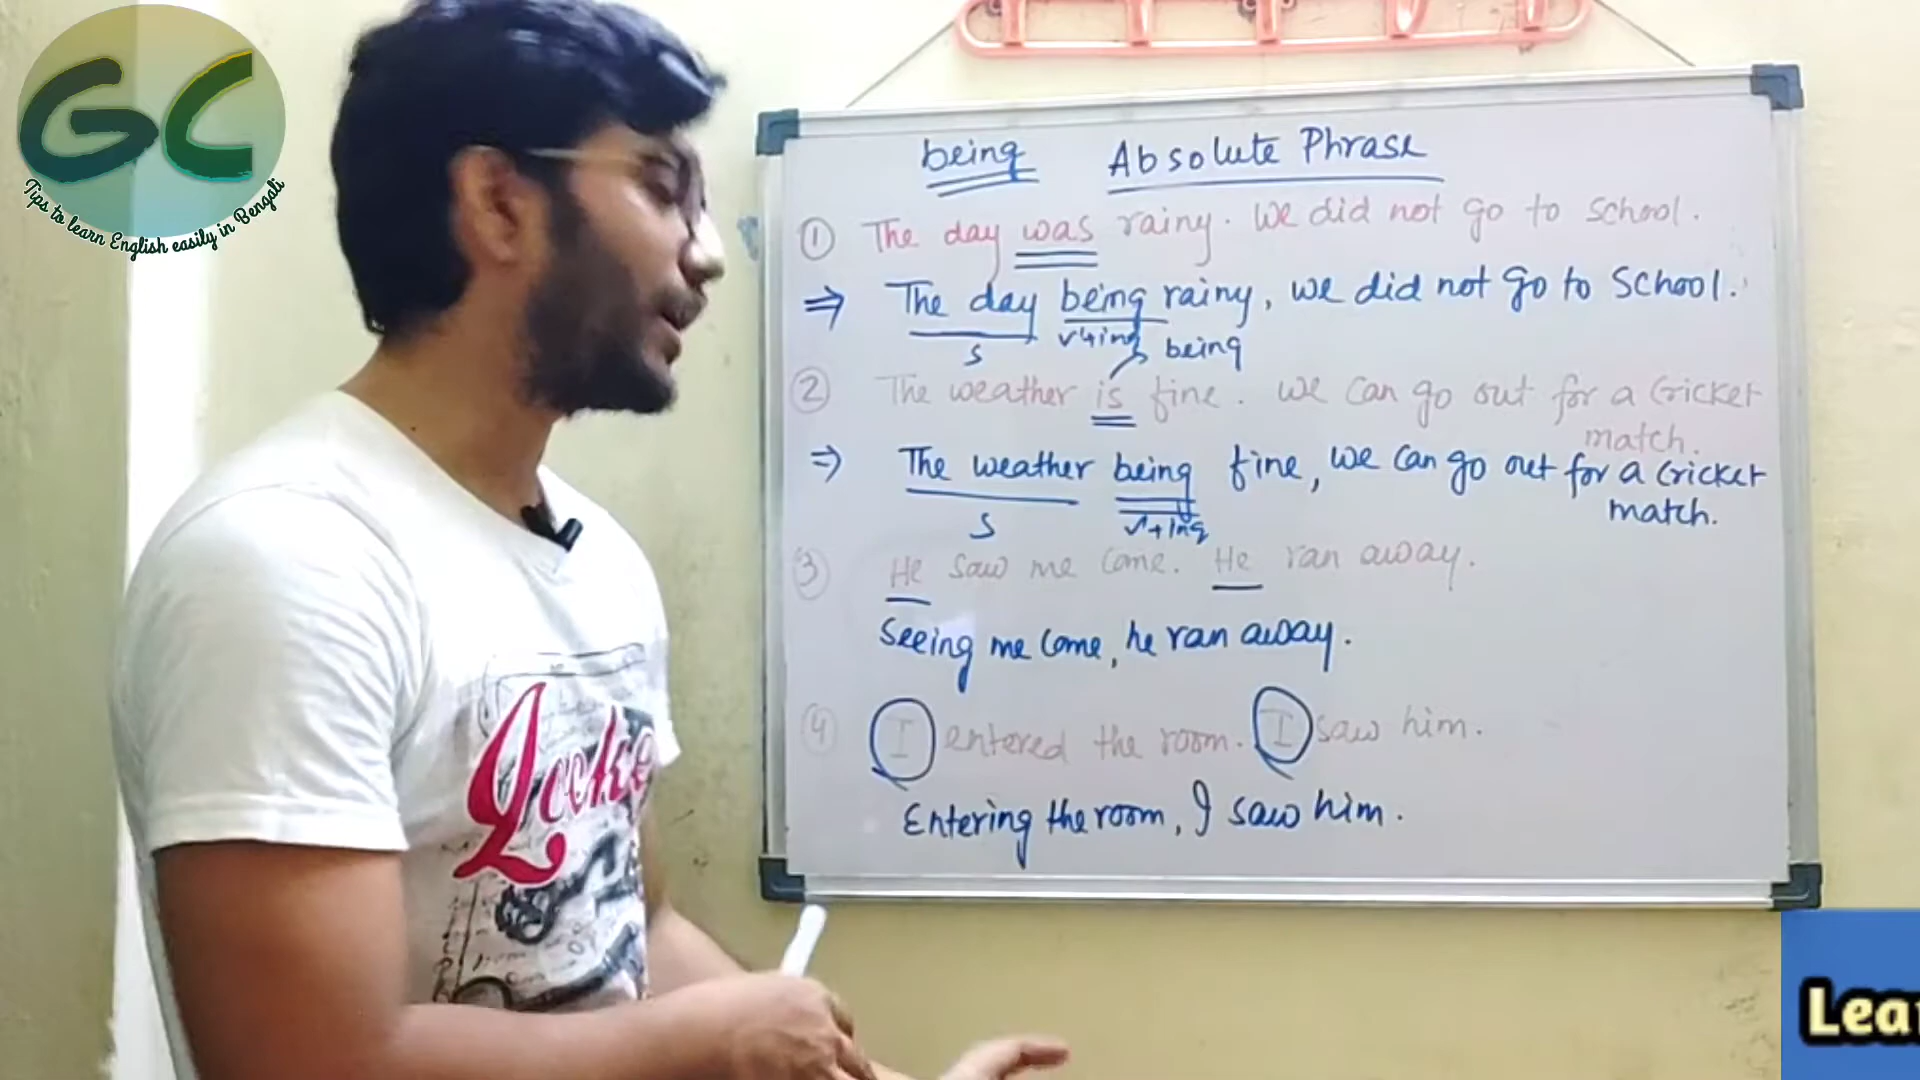 GC
Tips to learn English easily in Bengali
being Absolute Phrase
① The day was rainy. We did not go to School.
⇒ The day being rainy, we did not go to School.
S v+ing being
② The weather is fine. We can go out for a Cricket
match.
⇒ The weather being fine, we can go out for a cricket
match.
S v+ing
③ He saw me come. He ran away.
Seeing me come, he ran away.
④ I entered the room. I saw him.
Entering the room, I saw him.
Lea